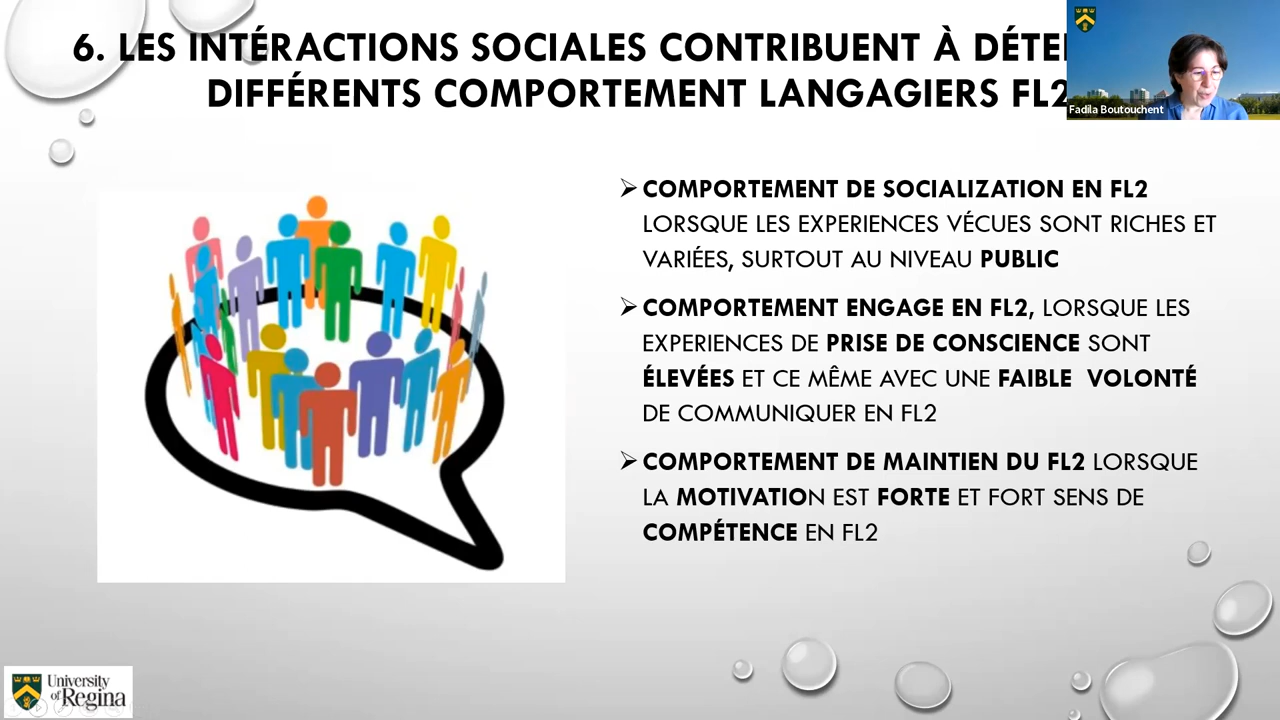 6. LES INTÉRACTIONS SOCIALES CONTRIBUENT À
DIFFÉRENTS COMPORTEMENT LANGAGIERS FL2
Fadila Boutouchent
➢ COMPORTEMENT DE SOCIALIZATION EN FL2
LORSQUE LES EXPERIENCES VÉCUES SONT RICHES ET
VARIÉES, SURTOUT AU NIVEAU PUBLIC
➢ COMPORTEMENT ENGAGE EN FL2, LORSQUE LES
EXPERIENCES DE PRISE DE CONSCIENCE SONT
ÉLEVÉES ET CE MÊME AVEC UNE FAIBLE VOLONTÉ
DE COMMUNIQUER EN FL2
➢ COMPORTEMENT DE MAINTIEN DU FL2 LORSQUE
LA MOTIVATION EST FORTE ET FORT SENS DE
COMPÉTENCE EN FL2
University
of Regina